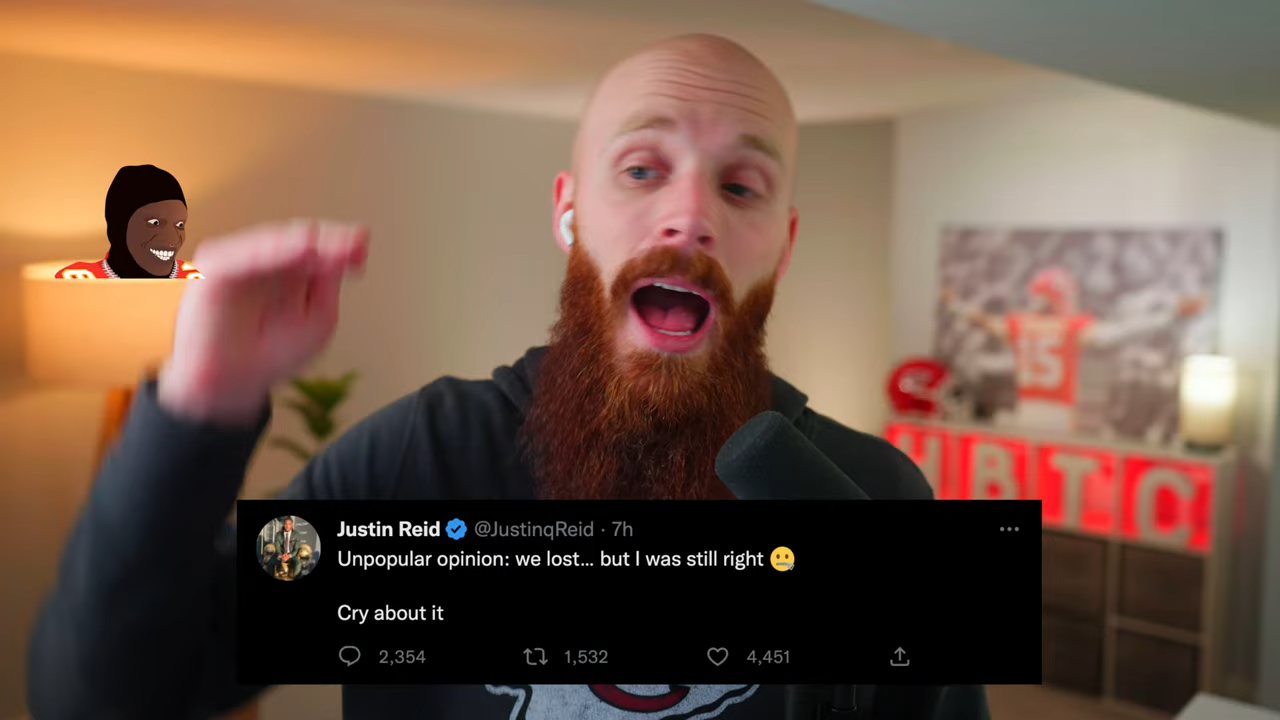 15
HBTC
Justin Reid @JustinqReid · 7h
Unpopular opinion: we lost... but I was still right 🤐
Cry about it
2,354 1,532 4,451